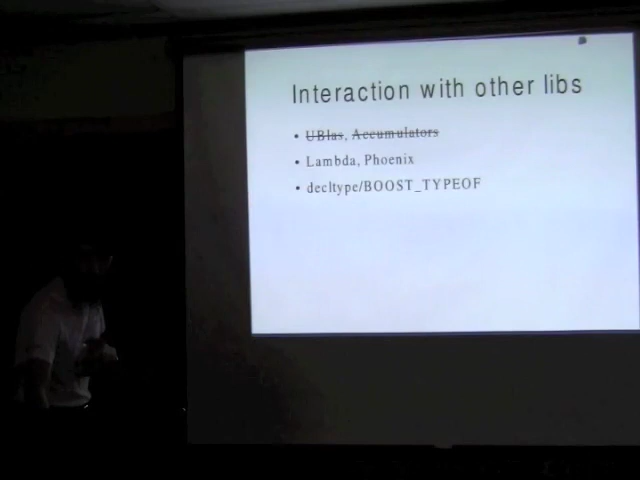 Interaction with other libs
• UBlas, Accumulators
• Lambda, Phoenix
• decltype/BOOST_TYPEOF